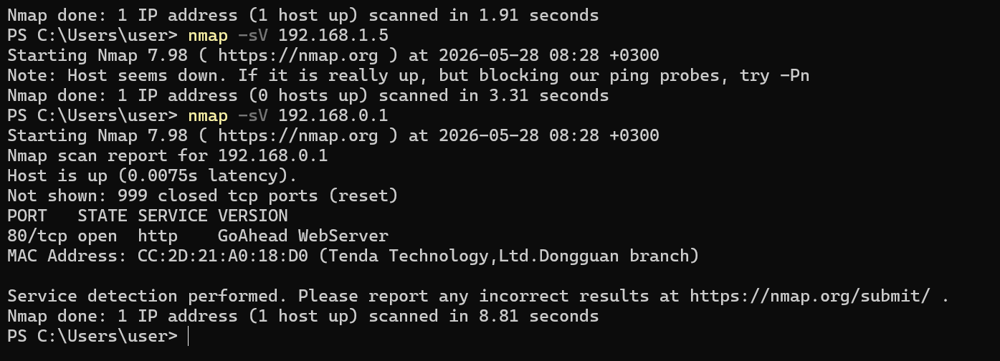 Nmap done: 1 IP address (1 host up) scanned in 1.91 seconds
PS C:\Users\user> nmap -sV 192.168.1.5
Starting Nmap 7.98 ( https://nmap.org ) at 2026-05-28 08:28 +0300
Note: Host seems down. If it is really up, but blocking our ping probes, try -Pn
Nmap done: 1 IP address (0 hosts up) scanned in 3.31 seconds
PS C:\Users\user> nmap -sV 192.168.0.1
Starting Nmap 7.98 ( https://nmap.org ) at 2026-05-28 08:28 +0300
Nmap scan report for 192.168.0.1
Host is up (0.0075s latency).
Not shown: 999 closed tcp ports (reset)
PORT   STATE SERVICE VERSION
80/tcp open  http    GoAhead WebServer
MAC Address: CC:2D:21:A0:18:D0 (Tenda Technology,Ltd.Dongguan branch)
Service detection performed. Please report any incorrect results at https://nmap.org/submit/ .
Nmap done: 1 IP address (1 host up) scanned in 8.81 seconds
PS C:\Users\user>